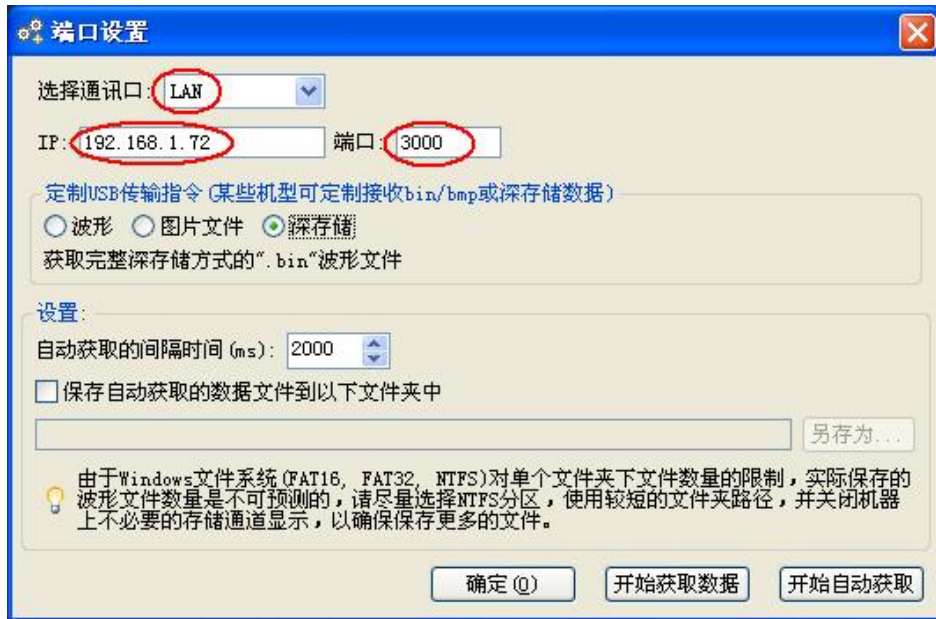 端口设置
选择通讯口: LAN
IP: 192.168.1.72 端口: 3000
定制USB传输指令(某些机型可定制接收bin/bmp或深存储数据)
波形 图片文件 深存储
获取完整深存储方式的".bin"波形文件
设置:
自动获取的间隔时间(ms): 2000
保存自动获取的数据文件到以下文件夹中
另存为...
由于Windows文件系统(FAT16, FAT32, NTFS)对单个文件夹下文件数量的限制，实际保存的
波形文件数量是不可预测的，请尽量选择NTFS分区，使用较短的文件夹路径，并关闭机器
上不必要的存储通道显示，以确保保存更多的文件。
确定(O) 开始获取数据 开始自动获取